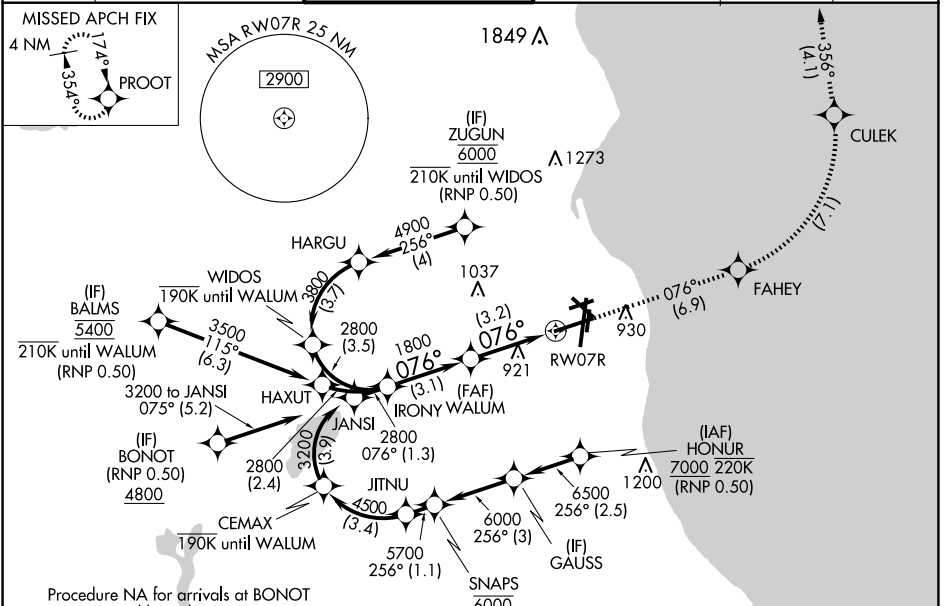 MISSED APCH FIX
4 NM
174°
354°
PROOT
MSA RW07R 25 NM
2900
1849
356°
(4.1)
CULEK
(1.7)
FAHEY
076°
(6.9)
(IF)
ZUGUN
6000
210K until WIDOS
(RNP 0.50)
1273
4900
256°
(4)
HARGU
3800
(3.7)
WIDOS
190K until WALUM
1037
(IF)
BALMS
5400
210K until WALUM
(RNP 0.50)
3500
115°
(6.3)
2800
(3.5)
1800
076°
(3.1)
(3.2)
076°
921
930
RW07R
(FAF)
WALUM
IRONY
HAXUT
JANSI
3200 to JANSI
075° (5.2)
(IF)
BONOT
(RNP 0.50)
4800
2800
(2.4)
2800
076° (1.3)
3200
(3.9)
CEMAX
190K until WALUM
JITNU
4500
(3.4)
5700
256° (1.1)
SNAPS
6000
6000
256° (3)
(IF)
GAUSS
6500
256° (2.5)
1200
(IAF)
HONUR
7000 220K
(RNP 0.50)
Procedure NA for arrivals at BONOT